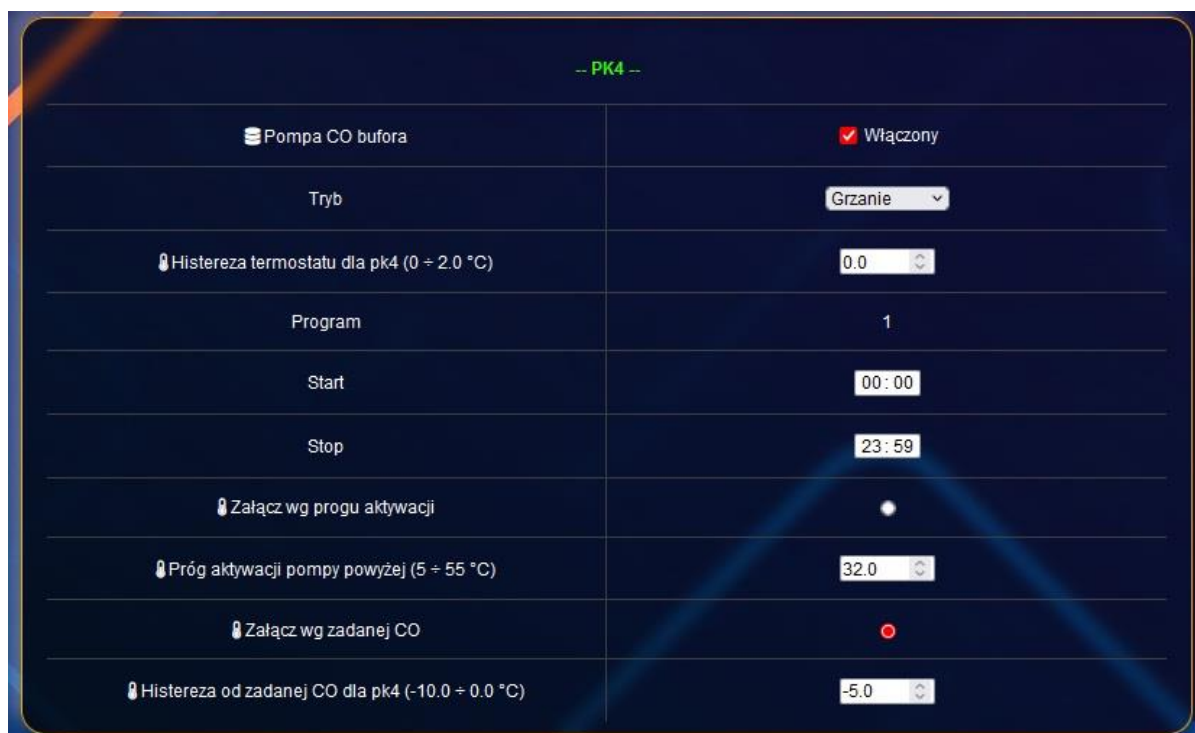 -- PK4 --
Pompa CO bufora Włączony
Tryb Grzanie
Histereza termostatu dla pk4 (0 ÷ 2.0 °C) 0.0
Program 1
Start 00:00
Stop 23:59
Załącz wg progu aktywacji
Próg aktywacji pompy powyżej (5 ÷ 55 °C) 32.0
Załącz wg zadanej CO
Histereza od zadanej CO dla pk4 (-10.0 ÷ 0.0 °C) -5.0